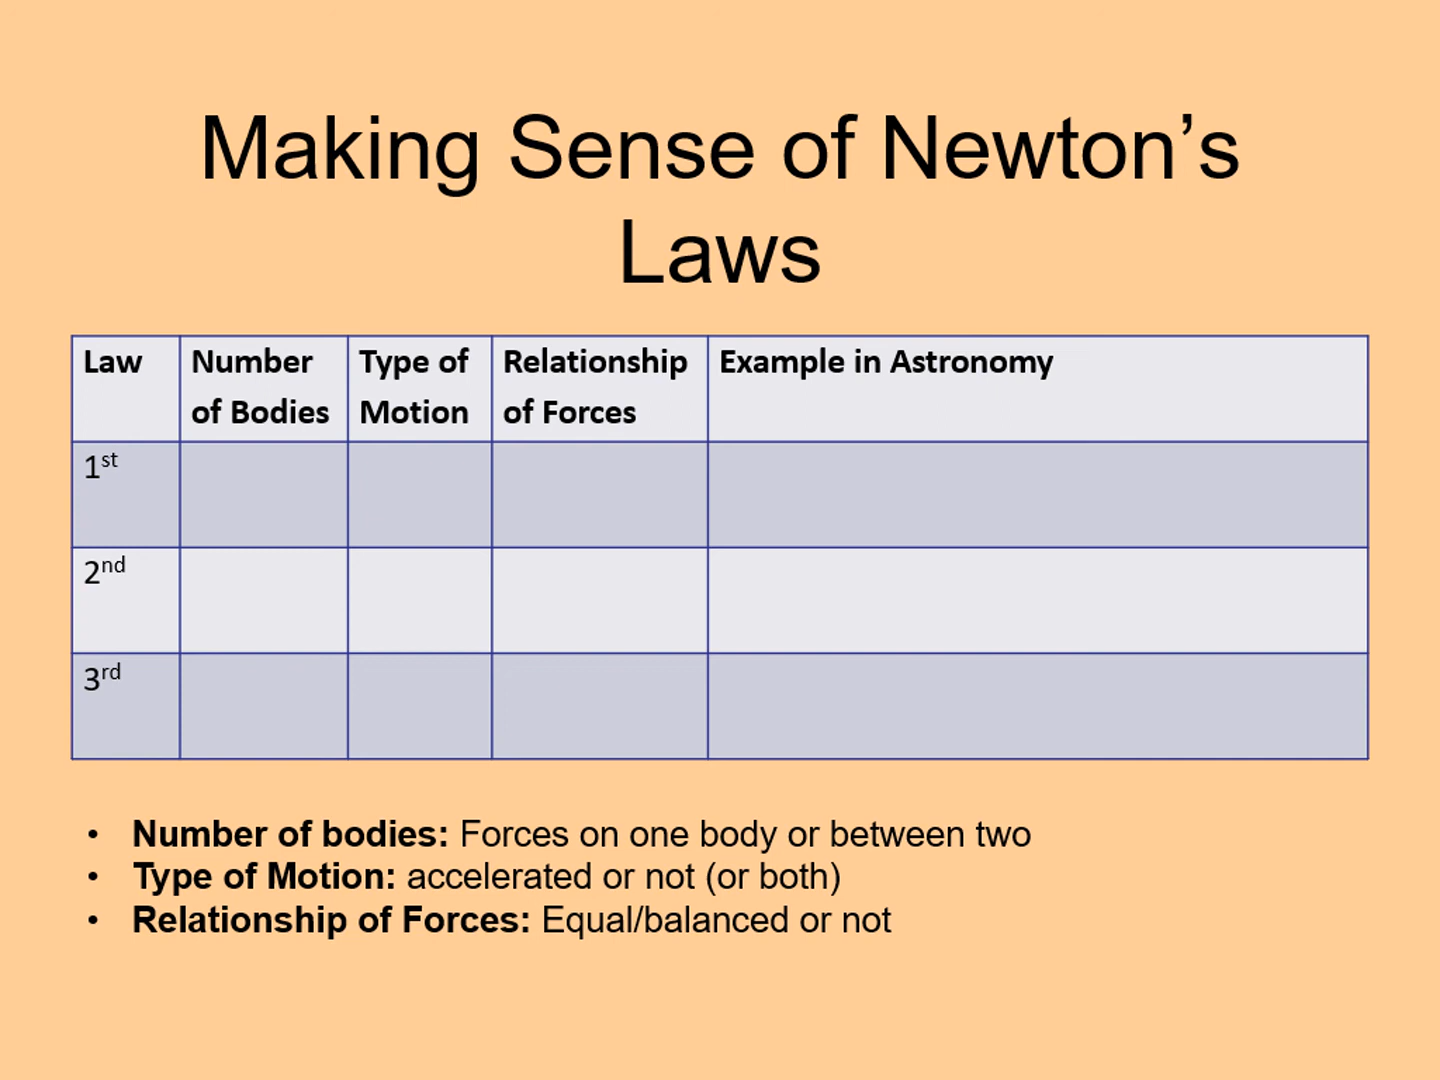 Making Sense of Newton’s
Laws
Law Number of Bodies Type of Motion Relationship of Forces Example in Astronomy
1st
2nd
3rd
• Number of bodies: Forces on one body or between two
• Type of Motion: accelerated or not (or both)
• Relationship of Forces: Equal/balanced or not